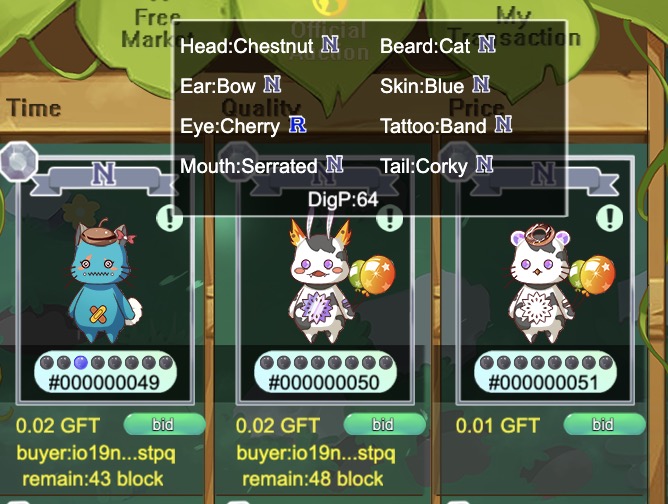 Free
Market
Official
Auction
My
Transaction
Head:Chestnut N
Beard:Cat N
Ear:Bow N
Skin:Blue N
Eye:Cherry R
Tattoo:Band N
Mouth:Serrated N
Tail:Corky N
DigP:64
Time
Quality
Price
N
#000000049
#000000050
#000000051
0.02 GFT
bid
0.02 GFT
bid
0.01 GFT
bid
buyer:io19n...stpq
buyer:io19n...stpq
remain:43 block
remain:48 block